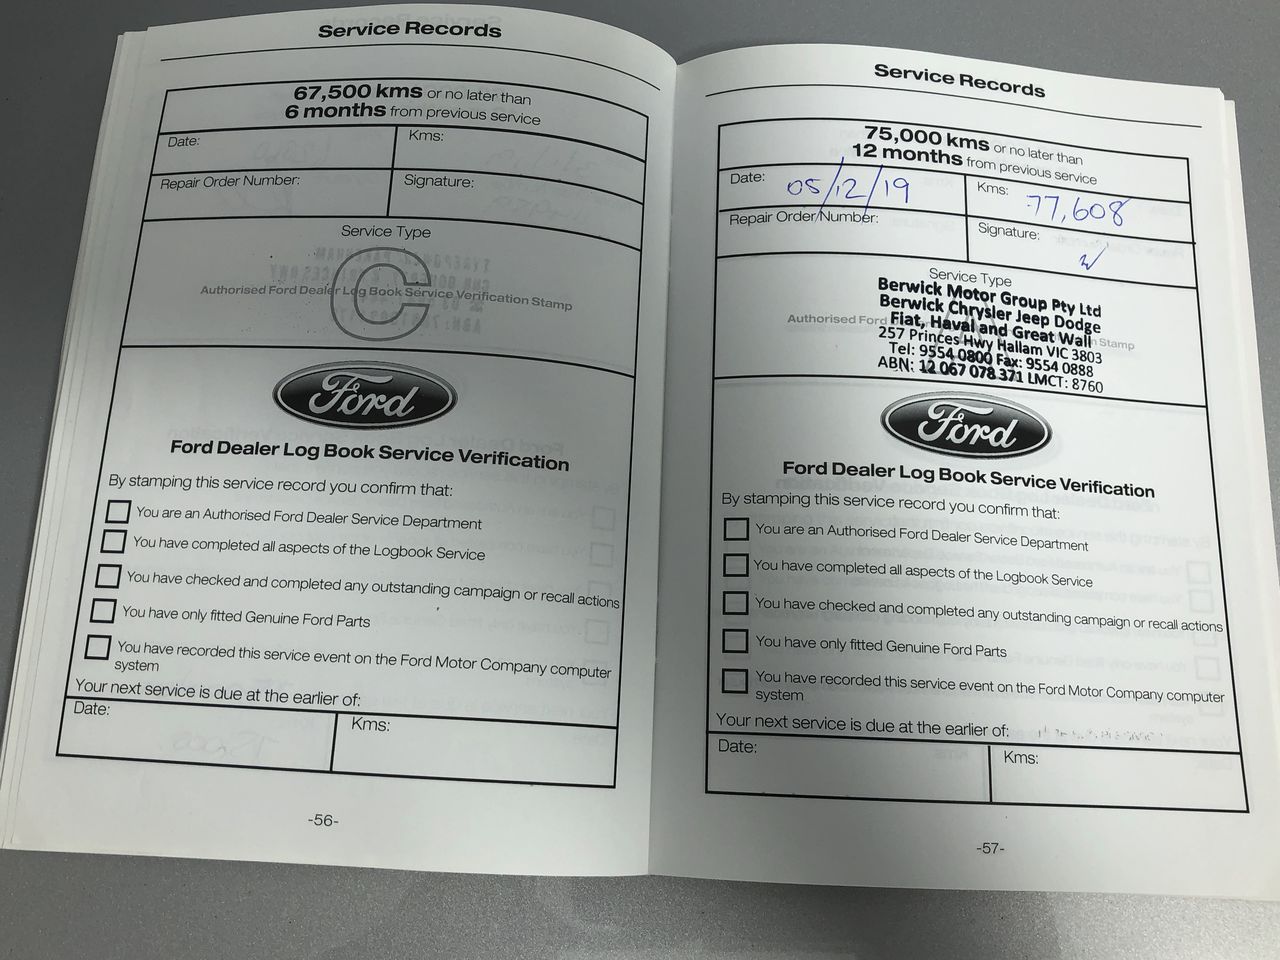 Service Records
67,500 kms or no later than
6 months from previous service
Date:
Kms:
Repair Order Number:
Signature:
Service Type
C
Authorised Ford Dealer Log Book Service Verification Stamp
Ford
Ford Dealer Log Book Service Verification
By stamping this service record you confirm that:
You are an Authorised Ford Dealer Service Department
You have completed all aspects of the Logbook Service
You have checked and completed any outstanding campaign or recall actions
You have only fitted Genuine Ford Parts
You have recorded this service event on the Ford Motor Company computer
system
Your next service is due at the earlier of:
Date:
Kms:
-56-
Service Records
75,000 kms or no later than
12 months from previous service
Date: 05/12/19
Kms: 77,608
Repair Order Number:
Signature:
Service Type
Berwick Motor Group Pty Ltd
Berwick Chrysler Jeep Dodge
Fiat, Haval and Great Wall
Authorised Ford Stamp
257 Princes Hwy Hallam VIC 3803
Tel: 9554 0800 Fax: 9554 0888
ABN: 12 067 078 371 LMCT: 8760
Ford
Ford Dealer Log Book Service Verification
By stamping this service record you confirm that:
You are an Authorised Ford Dealer Service Department
You have completed all aspects of the Logbook Service
You have checked and completed any outstanding campaign or recall actions
You have only fitted Genuine Ford Parts
You have recorded this service event on the Ford Motor Company computer
system
Your next service is due at the earlier of:
Date:
Kms:
-57-